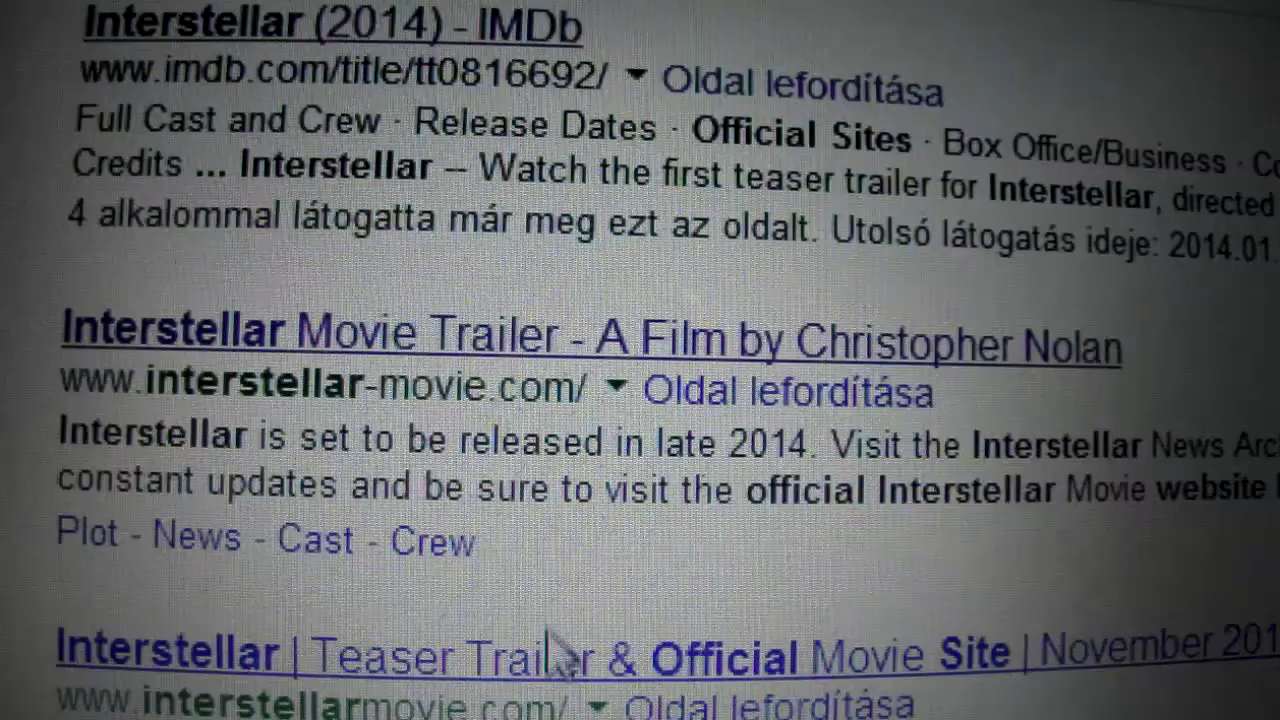 Interstellar (2014) - IMDb
www.imdb.com/title/tt0816692/ ▼ Oldal lefordítása
Full Cast and Crew · Release Dates · Official Sites · Box Office/Business ·
Credits ... Interstellar -- Watch the first teaser trailer for Interstellar, directed
4 alkalommal látogatta már meg ezt az oldalt. Utolsó látogatás ideje: 2014.01.
Interstellar Movie Trailer - A Film by Christopher Nolan
www.interstellar-movie.com/ ▼ Oldal lefordítása
Interstellar is set to be released in late 2014. Visit the Interstellar News
constant updates and be sure to visit the official Interstellar Movie website
Plot - News - Cast - Crew
Interstellar | Teaser Trailer & Official Movie Site | November 201
www.interstellarmovie.com/ ▼ Oldal lefordítása